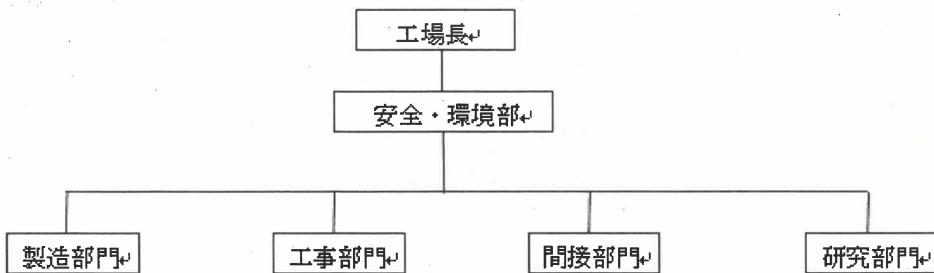 工場長
安全・環境部
製造部門
工事部門
間接部門
研究部門